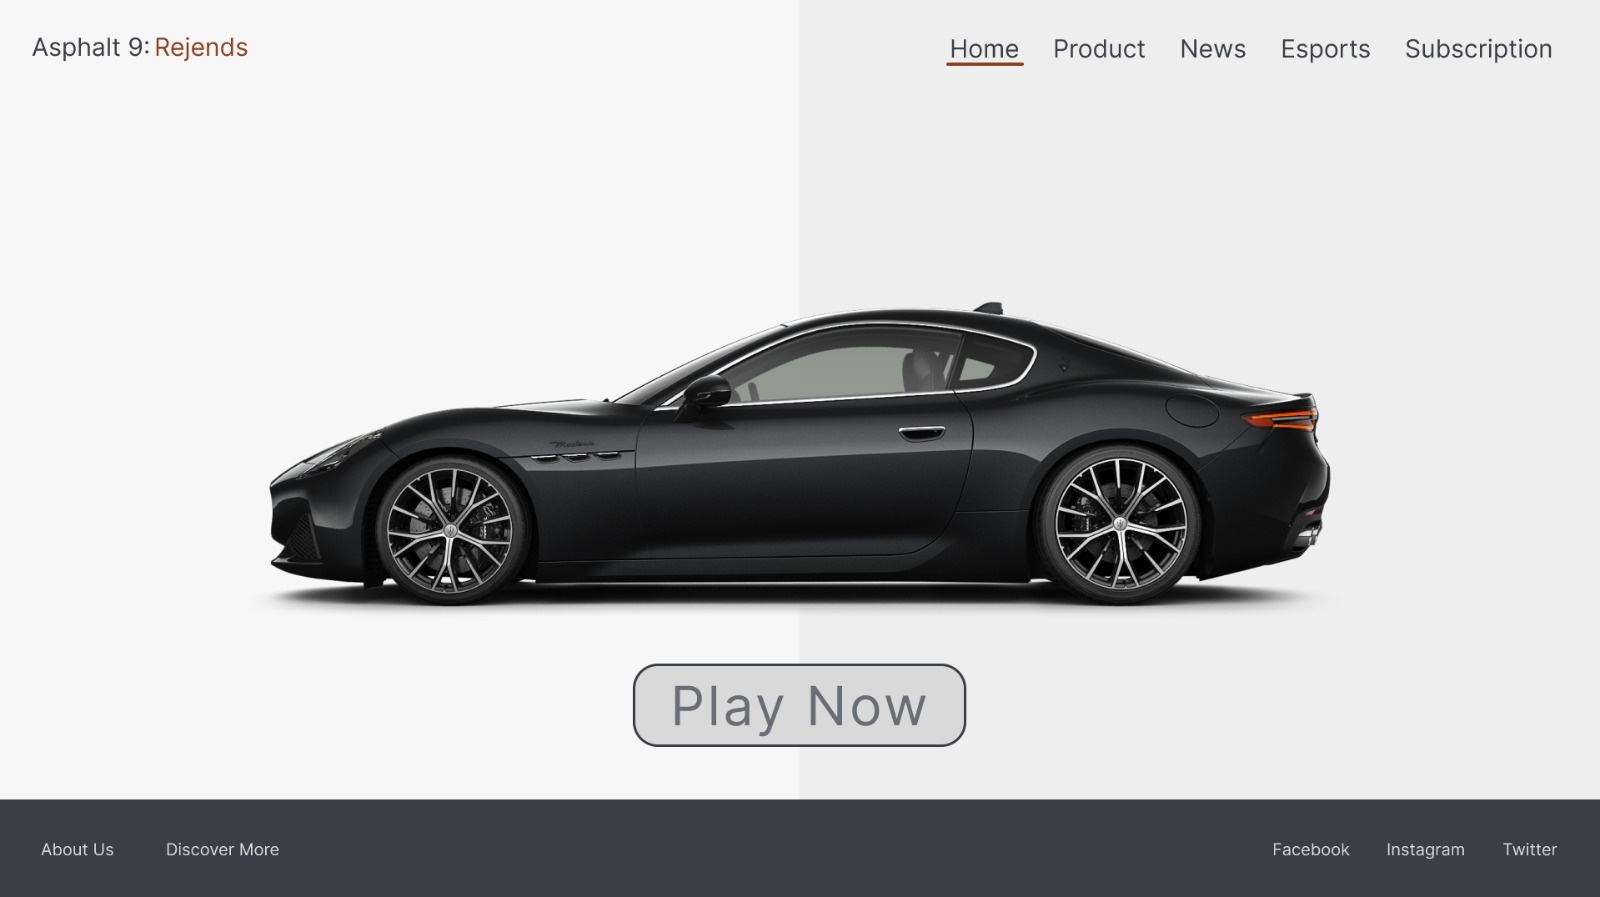 Asphalt 9: Rejends
Home Product News Esports Subscription
Play Now
About Us Discover More Facebook Instagram Twitter